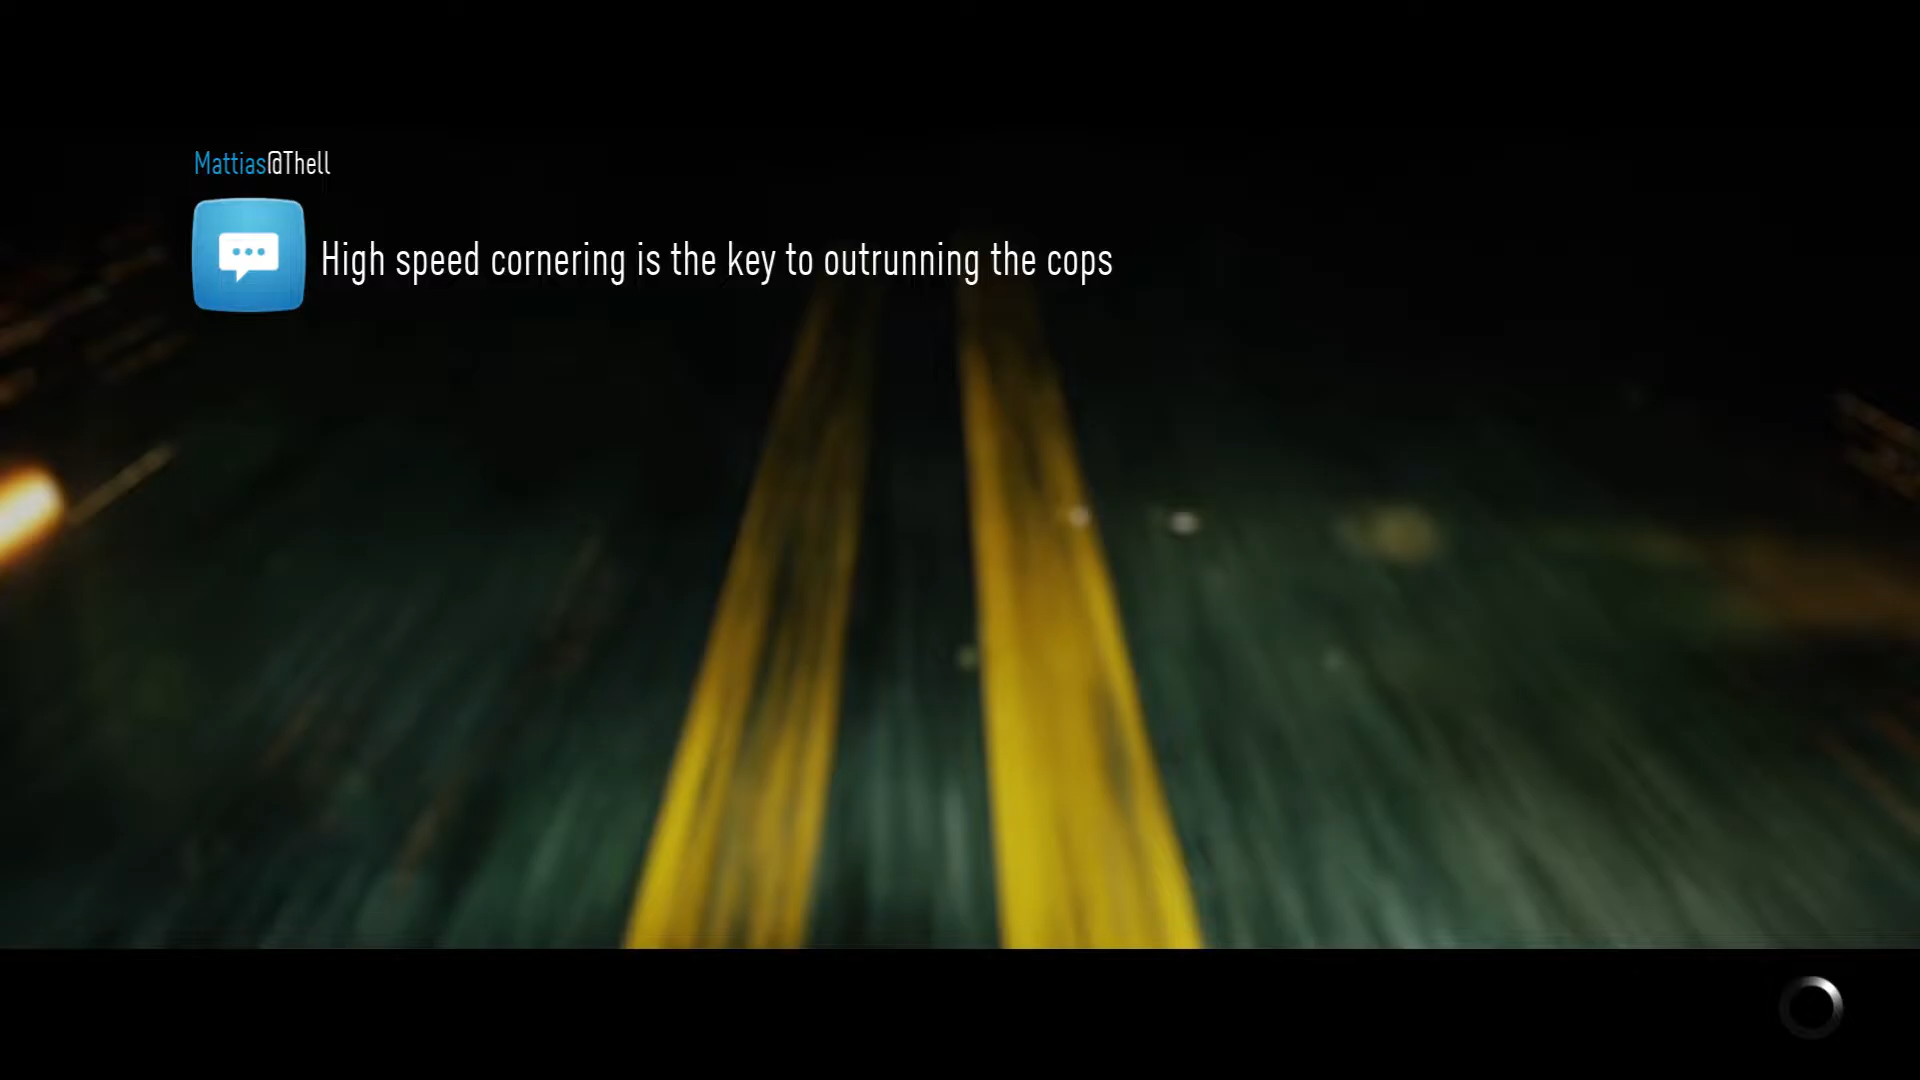 Mattias@Thell
High speed cornering is the key to outrunning the cops